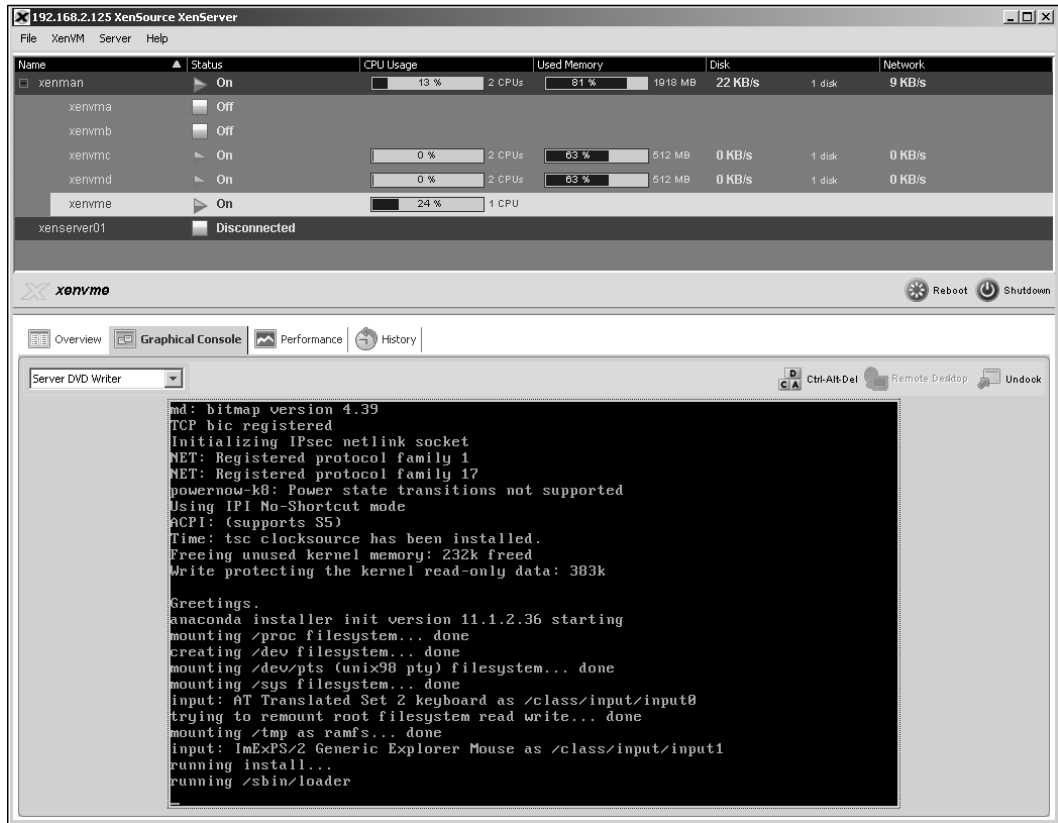 192.168.2.125 XenSource XenServer
File XenVM Server Help
Name Status CPU Usage Used Memory Disk Network
xenman On 13 % 2 CPUs 81 % 1918 MB 22 KB/s 1 disk 9 KB/s
xenvma Off
xenvmb Off
xenvmc On 0 % 2 CPUs 63 % 512 MB 0 KB/s 1 disk 0 KB/s
xenvmd On 0 % 2 CPUs 63 % 512 MB 0 KB/s 1 disk 0 KB/s
xenvme On 24 % 1 CPU
xenserver01 Disconnected
xenvme Reboot Shutdown
Overview Graphical Console Performance History
Server DVD Writer D C A Ctrl-Alt-Del Remote Desktop Undock
md: bitmap version 4.39
TCP bic registered
Initializing IPsec netlink socket
NET: Registered protocol family 1
NET: Registered protocol family 17
powernow-k8: Power state transitions not supported
Using IPI No-Shortcut mode
ACPI: (supports S5)
Time: tsc clocksource has been installed.
Freeing unused kernel memory: 232k freed
Write protecting the kernel read-only data: 383k
Greetings.
anaconda installer init version 11.1.2.36 starting
mounting /proc filesystem... done
creating /dev filesystem... done
mounting /dev/pts (unix98 pty) filesystem... done
mounting /sys filesystem... done
input: AT Translated Set 2 keyboard as /class/input/input0
trying to remount root filesystem read write... done
mounting /tmp as ramfs... done
input: ImExPS/2 Generic Explorer Mouse as /class/input/input1
running install...
running /sbin/loader